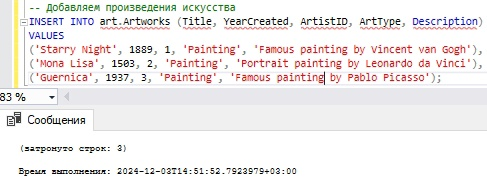 -- Добавляем произведения искусства
INSERT INTO art.Artworks (Title, YearCreated, ArtistID, ArtType, Description)
VALUES
('Starry Night', 1889, 1, 'Painting', 'Famous painting by Vincent van Gogh'),
('Mona Lisa', 1503, 2, 'Painting', 'Portrait painting by Leonardo da Vinci'),
('Guernica', 1937, 3, 'Painting', 'Famous painting by Pablo Picasso');
83 %
Сообщения
(затронуто строк: 3)
Время выполнения: 2024-12-03T14:51:52.7923979+03:00